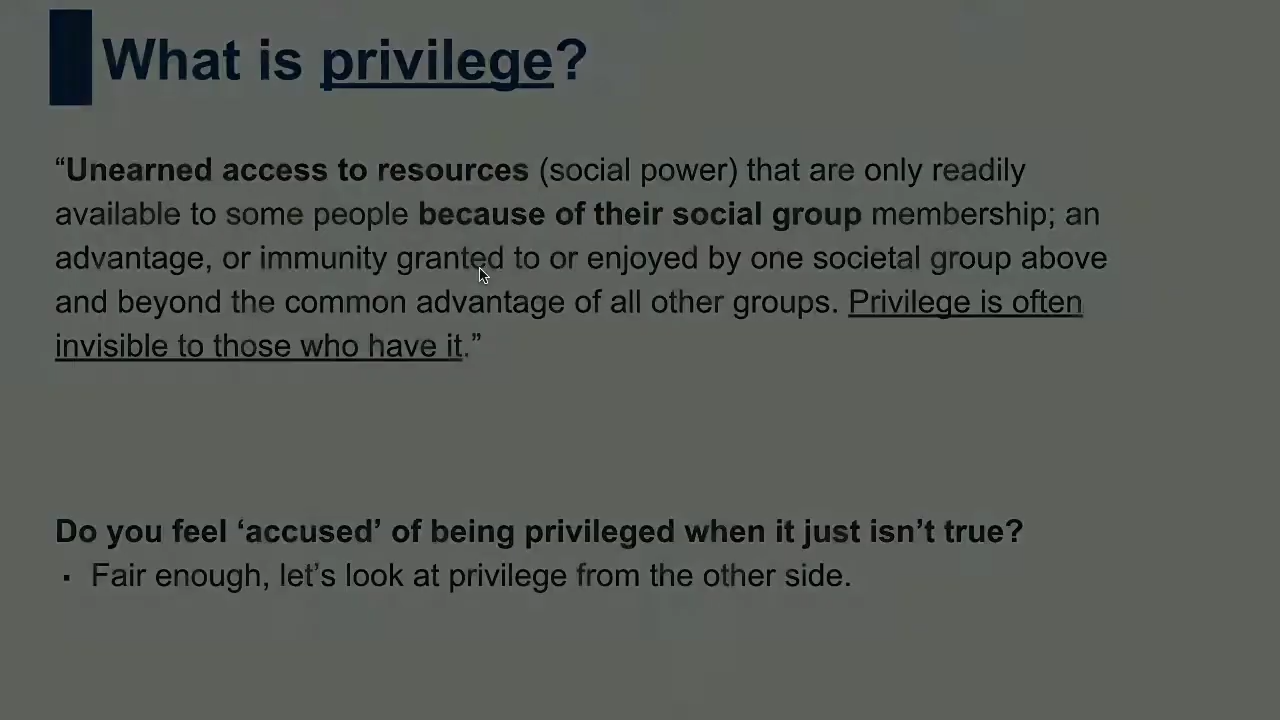 What is privilege?
“Unearned access to resources (social power) that are only readily
available to some people because of their social group membership; an
advantage, or immunity granted to or enjoyed by one societal group above
and beyond the common advantage of all other groups. Privilege is often
invisible to those who have it.”
Do you feel ‘accused’ of being privileged when it just isn’t true?
▪ Fair enough, let’s look at privilege from the other side.